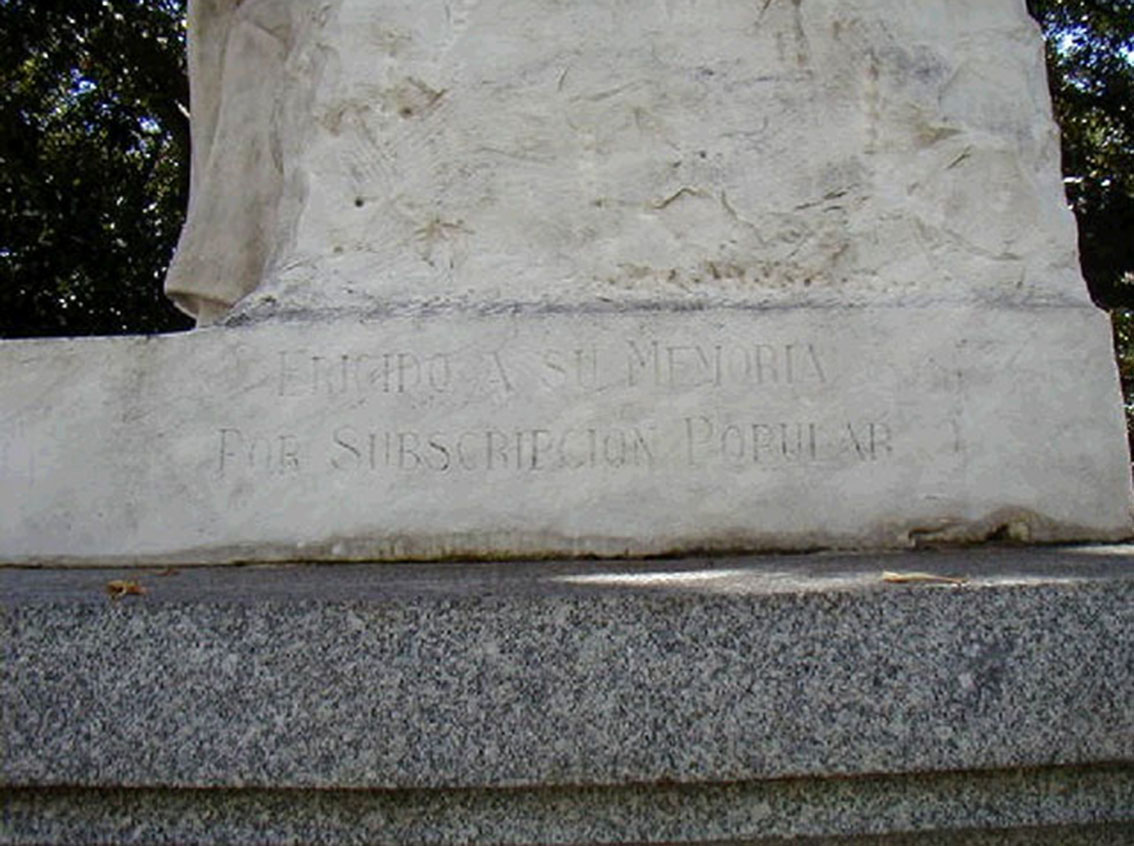 ERIGIDO A SU MEMORIA
POR SUBSCRIPCION POPULAR